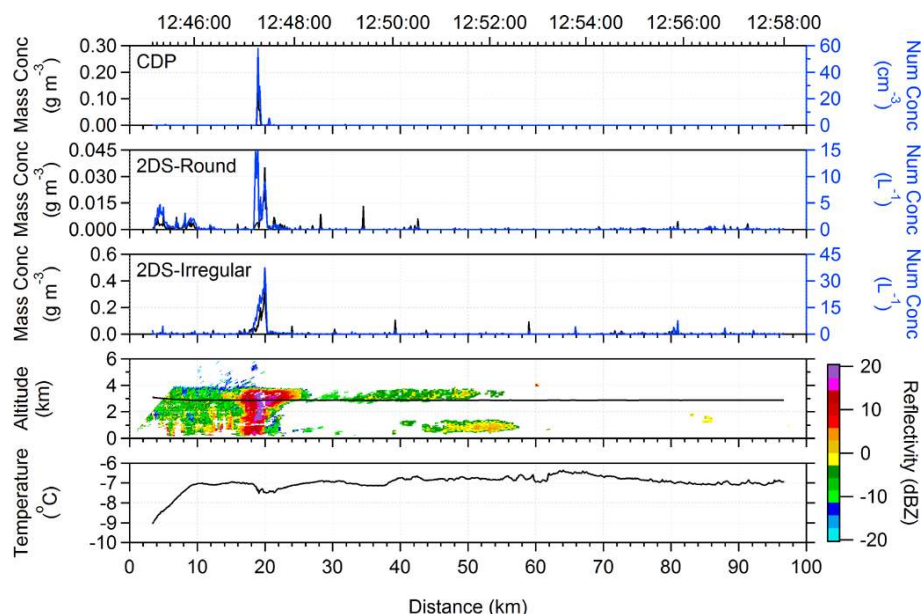 12:46:00 12:48:00 12:50:00 12:52:00 12:54:00 12:56:00 12:58:00
Mass Conc
(g m-3)
0.30
0.20
0.10
0.00
CDP
60
40
20
0
Num Conc
(cm-3)
Mass Conc
(g m-3)
0.045
0.030
0.015
0.000
2DS-Round
15
10
5
0
Num Conc
(L-1)
Mass Conc
(g m-3)
0.6
0.4
0.2
0.0
2DS-Irregular
45
30
15
0
Num Conc
(L-1)
Altitude
(km)
6
4
2
0
20
10
0
-10
-20
Reflectivity (dBZ)
Temperature
(oC)
-6
-7
-8
-9
-10
0 10 20 30 40 50 60 70 80 90 100
Distance (km)